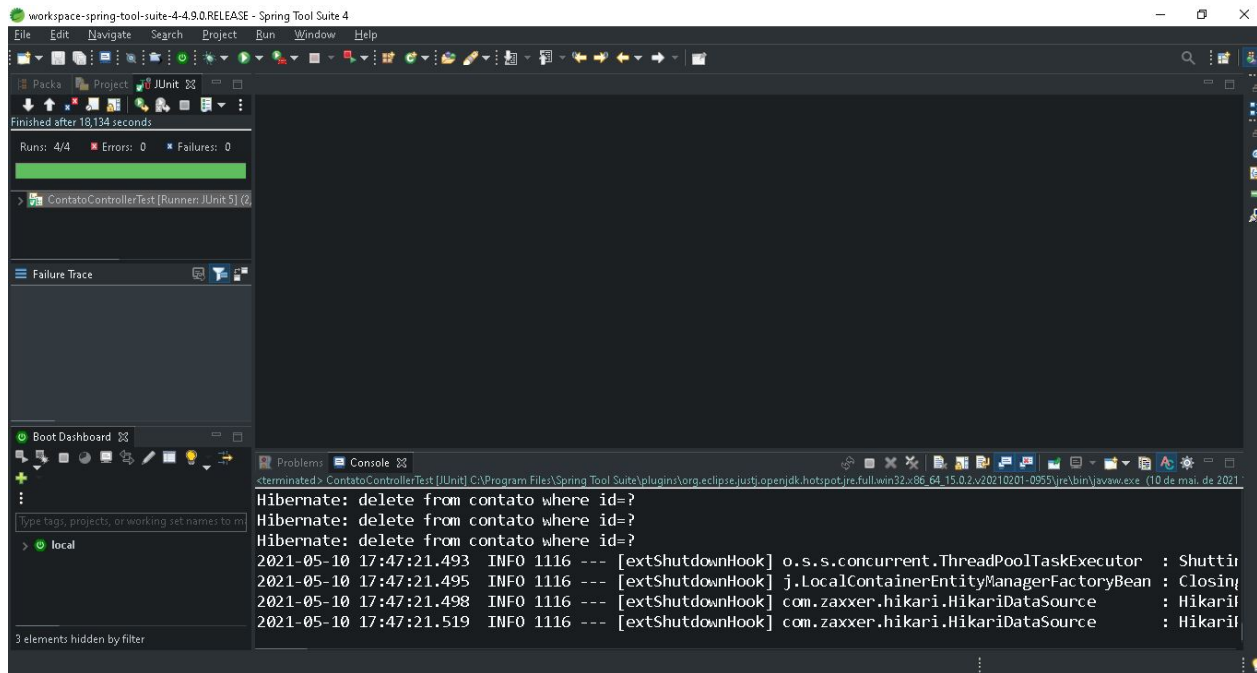 workspace-spring-tool-suite-4-4.9.0.RELEASE - Spring Tool Suite 4
File Edit Navigate Search Project Run Window Help
Packa Project JUnit
Finished after 18,134 seconds
Runs: 4/4 Errors: 0 Failures: 0
ContatoControllerTest [Runner: JUnit 5] (2,
Failure Trace
Boot Dashboard
Type tags, projects, or working set names to m
local
3 elements hidden by filter
Problems Console
<terminated> ContatoControllerTest [JUnit] C:\Program Files\Spring Tool Suite\plugins\org.eclipse.justj.openjdk.hotspot.jre.full.win32.x86_64_15.0.2.v20210201-0955\jre\bin\javaw.exe (10 de mai. de 2021
Hibernate: delete from contato where id=?
Hibernate: delete from contato where id=?
Hibernate: delete from contato where id=?
2021-05-10 17:47:21.493 INFO 1116 --- [extShutdownHook] o.s.s.concurrent.ThreadPoolTaskExecutor : Shuttin
2021-05-10 17:47:21.495 INFO 1116 --- [extShutdownHook] j.LocalContainerEntityManagerFactoryBean : Closing
2021-05-10 17:47:21.498 INFO 1116 --- [extShutdownHook] com.zaxxer.hikari.HikariDataSource : HikariP
2021-05-10 17:47:21.519 INFO 1116 --- [extShutdownHook] com.zaxxer.hikari.HikariDataSource : HikariP